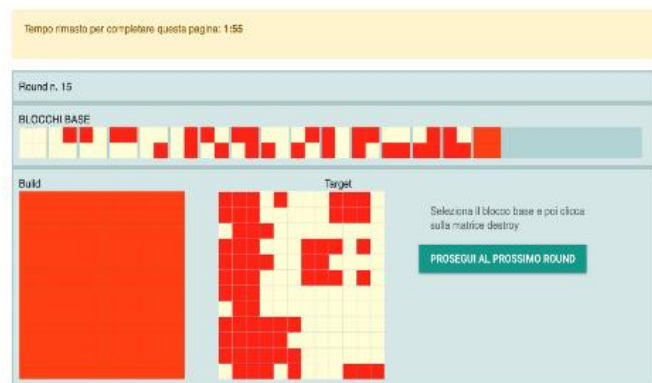 Tempo rimasto per completare questa pagina: 1:55
Round n. 15
BLOCCHI BASE
Build
Target
Seleziona il blocco base e poi clicca
sulla matrice destroy
PROSEGUI AL PROSSIMO ROUND